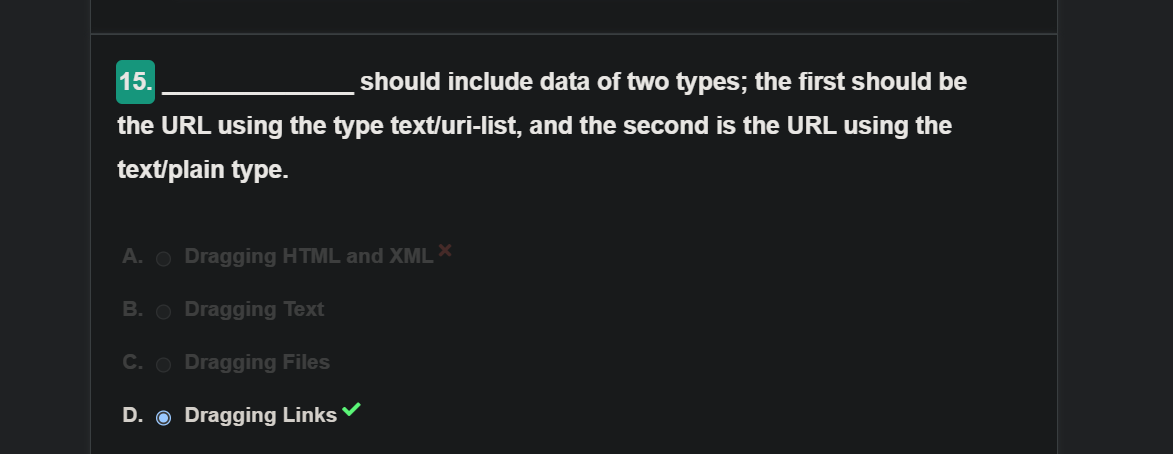 15. ______________ should include data of two types; the first should be
the URL using the type text/uri-list, and the second is the URL using the
text/plain type.
A. Dragging HTML and XML
B. Dragging Text
C. Dragging Files
D. Dragging Links